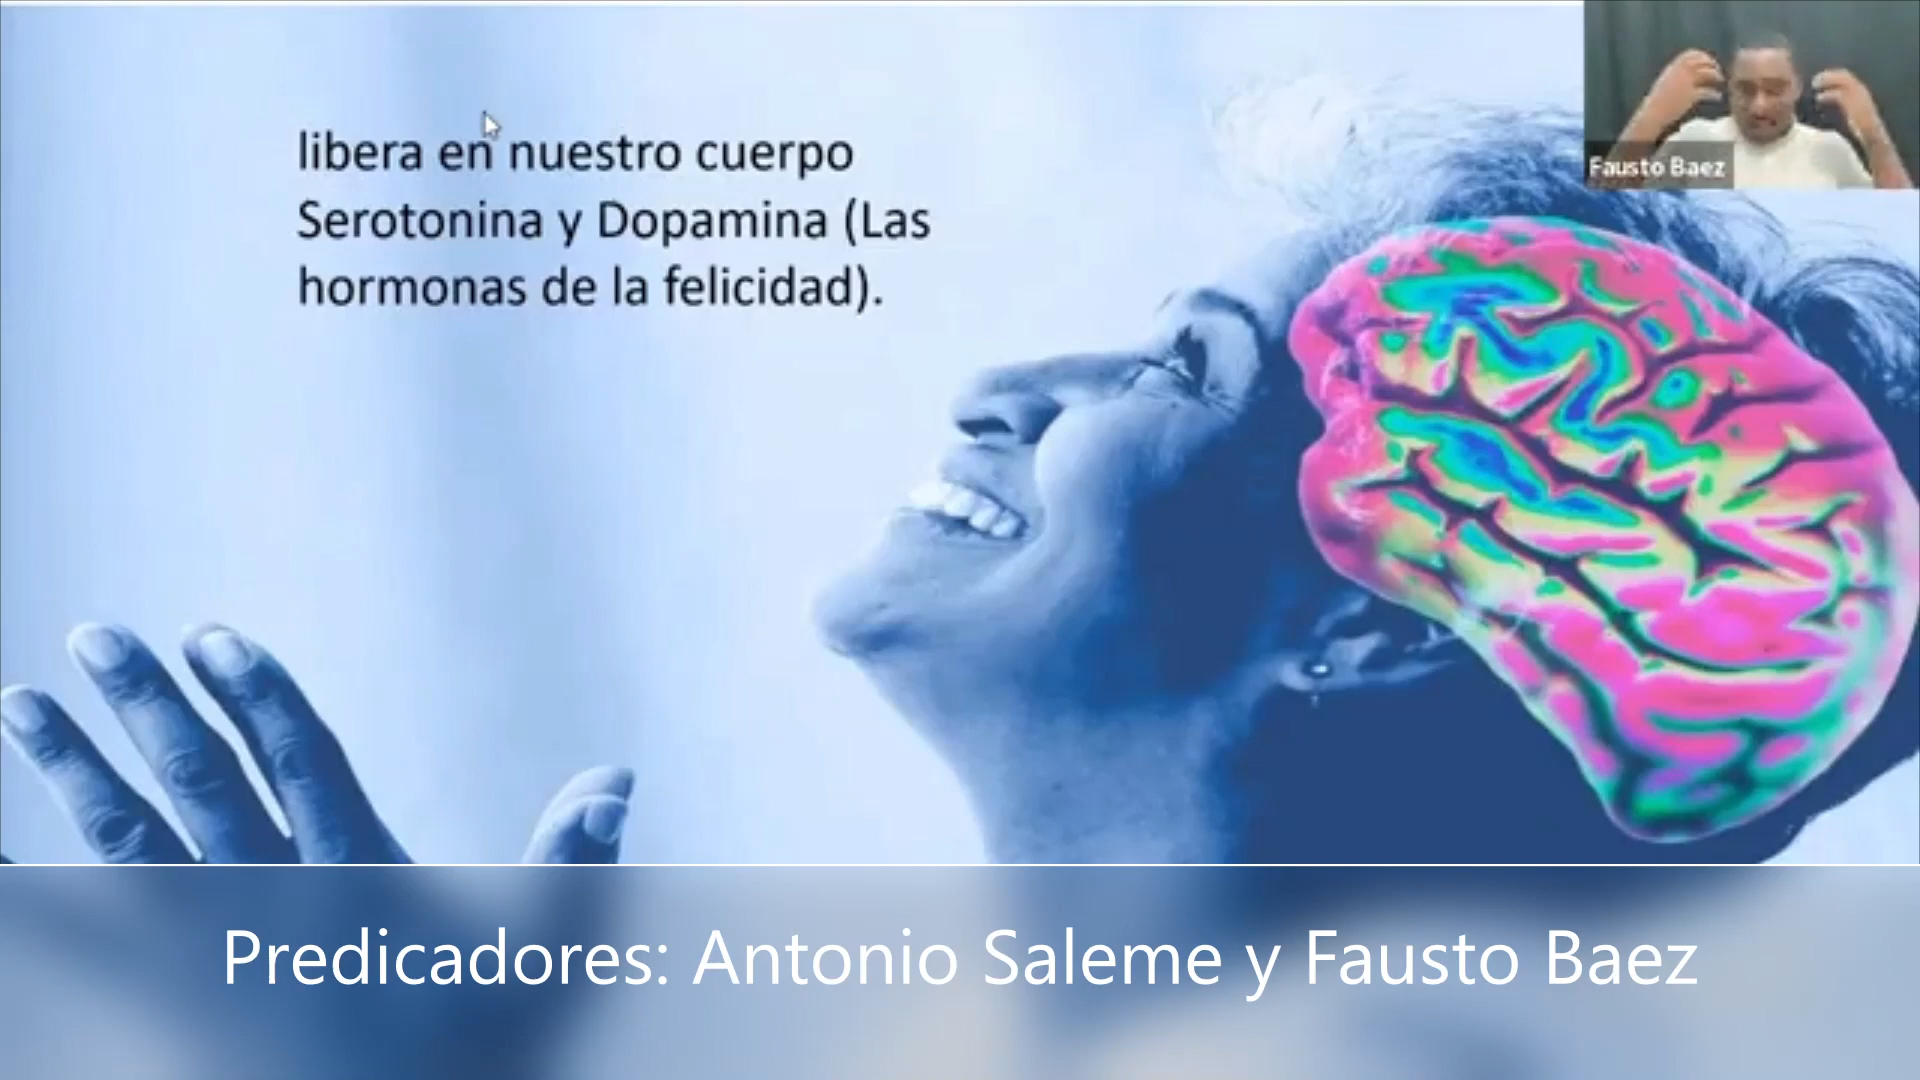 libera en nuestro cuerpo
Serotonina y Dopamina (Las
hormonas de la felicidad).
Fausto Baez
Predicadores: Antonio Saleme y Fausto Baez